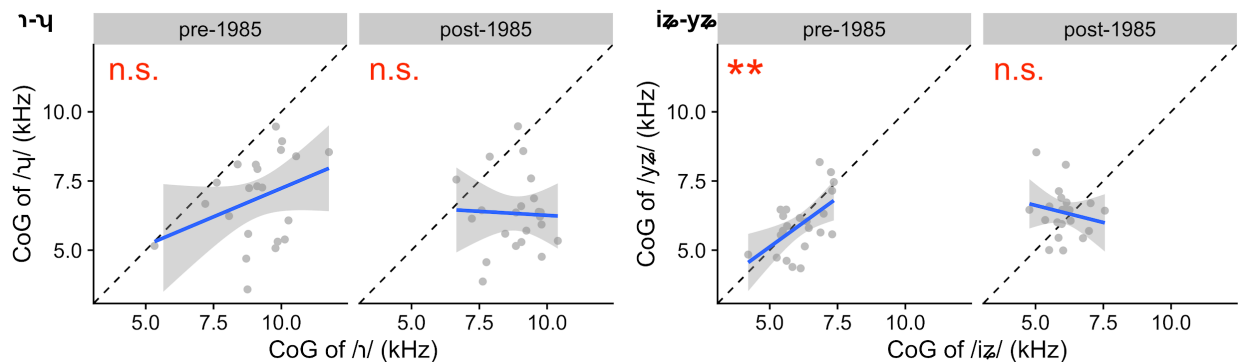 ɿ-ʮ
pre-1985
post-1985
n.s.
n.s.
CoG of /ʮ/ (kHz)
10.0
7.5
5.0
5.0
7.5
10.0
5.0
7.5
10.0
CoG of /ɿ/ (kHz)
iʑ-yʑ
pre-1985
post-1985
**
n.s.
CoG of /yʑ/ (kHz)
10.0
7.5
5.0
5.0
7.5
10.0
5.0
7.5
10.0
CoG of /iʑ/ (kHz)